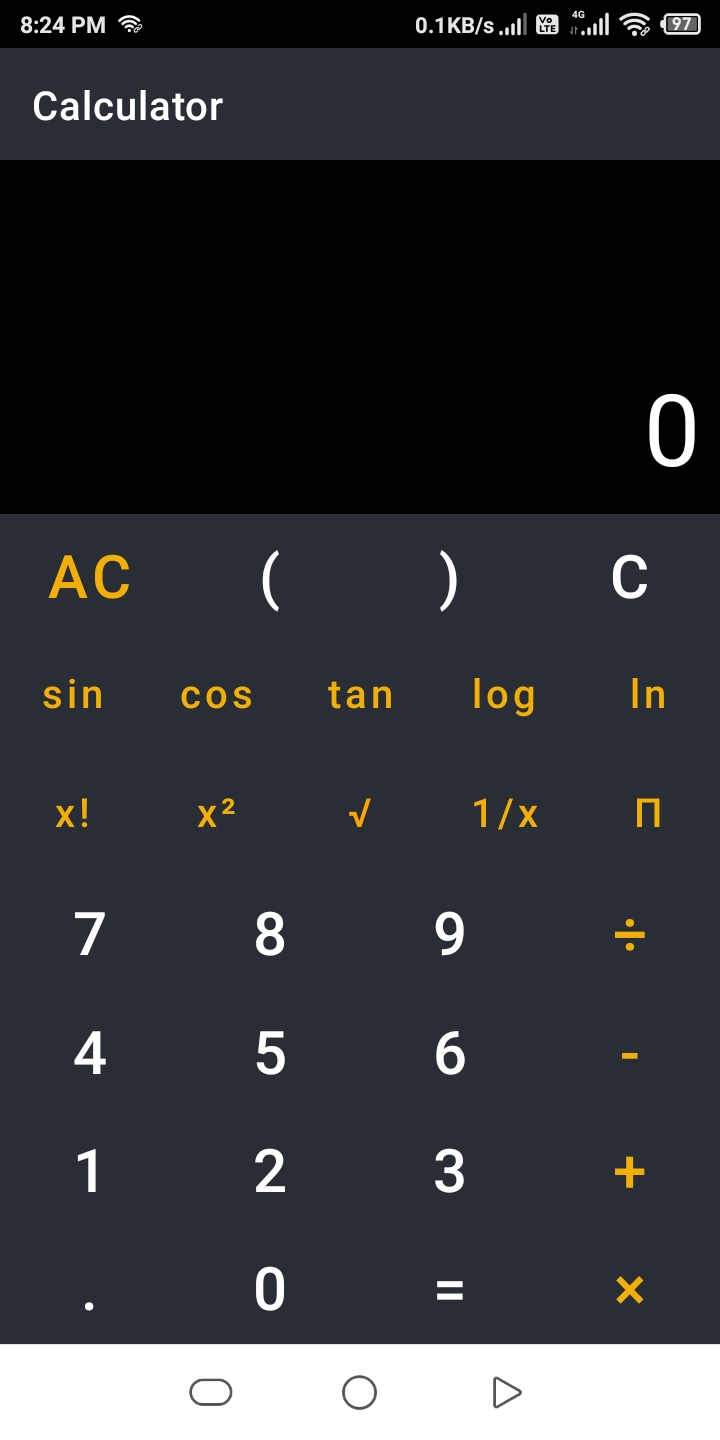 8:24 PM 0.1KB/s Vo LTE 4G 97
Calculator
0
AC ( ) C
sin cos tan log ln
x! x² √ 1/x Π
7 8 9 ÷
4 5 6 -
1 2 3 +
. 0 = ×